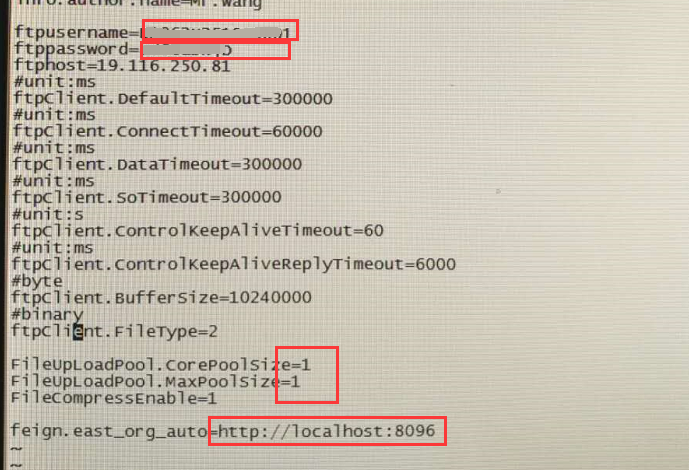 info.author.name=Mr.wang
ftpusername=
ftppassword=
ftphost=19.116.250.81
#unit:ms
ftpClient.DefaultTimeout=300000
#unit:ms
ftpClient.ConnectTimeout=60000
#unit:ms
ftpClient.DataTimeout=300000
#unit:ms
ftpClient.SoTimeout=300000
#unit:s
ftpClient.ControlKeepAliveTimeout=60
#unit:ms
ftpClient.ControlKeepAliveReplyTimeout=6000
#byte
ftpClient.BufferSize=10240000
#binary
ftpClient.FileType=2
FileUpLoadPool.CorePoolSize=1
FileUpLoadPool.MaxPoolSize=1
FileCompressEnable=1
feign.east_org_auto=http://localhost:8096
~
~